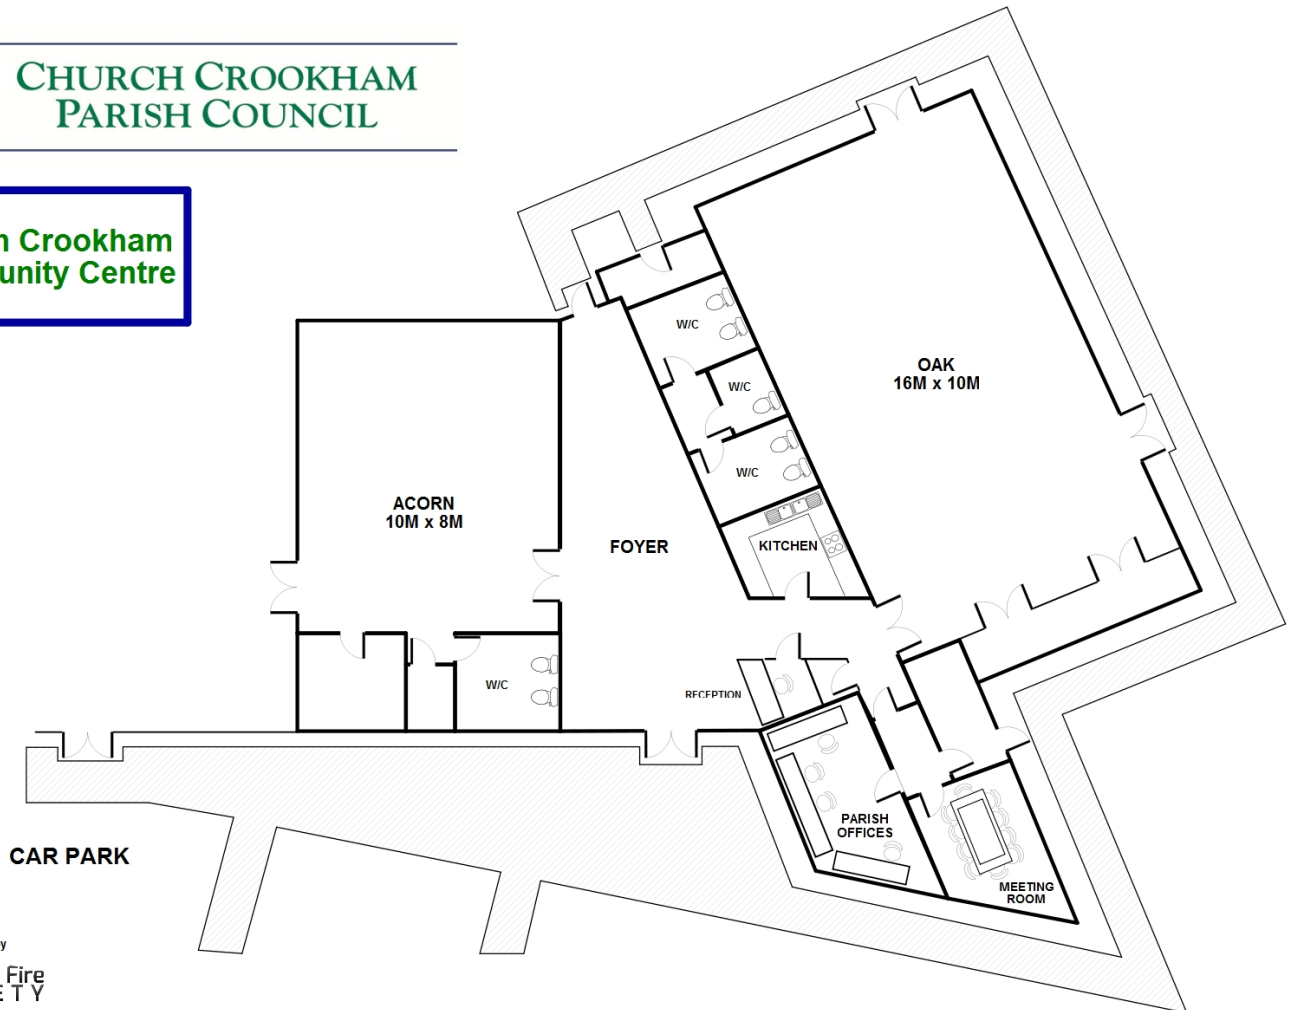 CHURCH CROOKHAM
PARISH COUNCIL
n Crookham
unity Centre
OAK
16M x 10M
W/C
W/C
W/C
KITCHEN
ACORN
10M x 8M
FOYER
W/C
RECEPTION
PARISH
OFFICES
MEETING
ROOM
CAR PARK
y
Fire
ETY